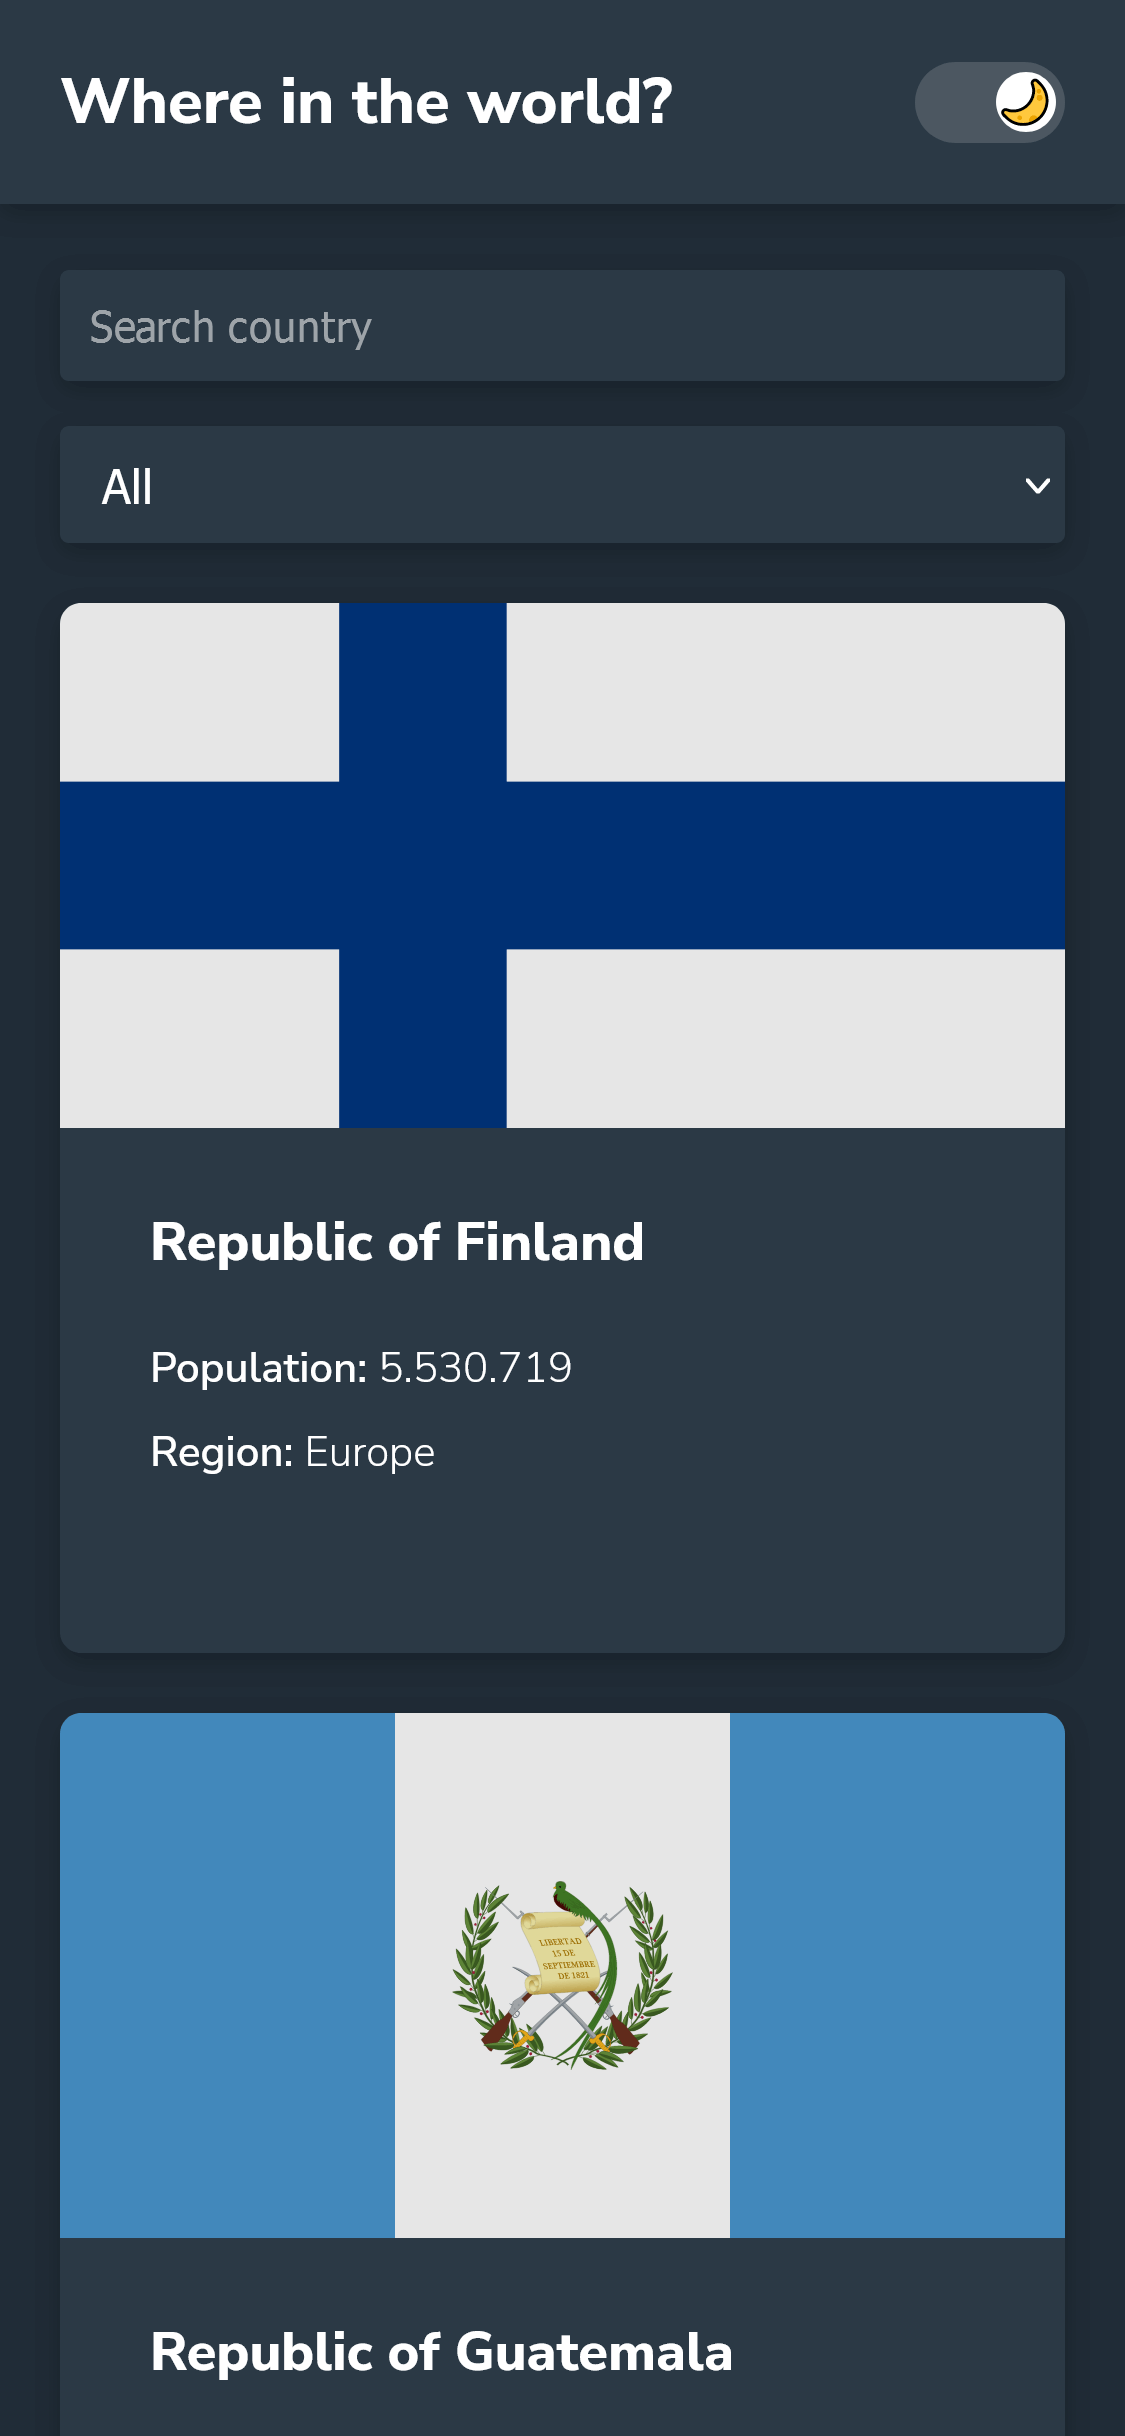 Where in the world?
Search country
All
Republic of Finland
Population: 5.530.719
Region: Europe
LIBERTAD
15 DE
SEPTIEMBRE
DE 1821
Republic of Guatemala